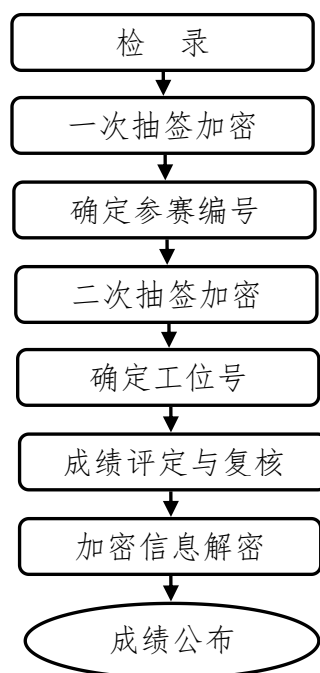 检 录
一次抽签加密
确定参赛编号
二次抽签加密
确定工位号
成绩评定与复核
加密信息解密
成绩公布